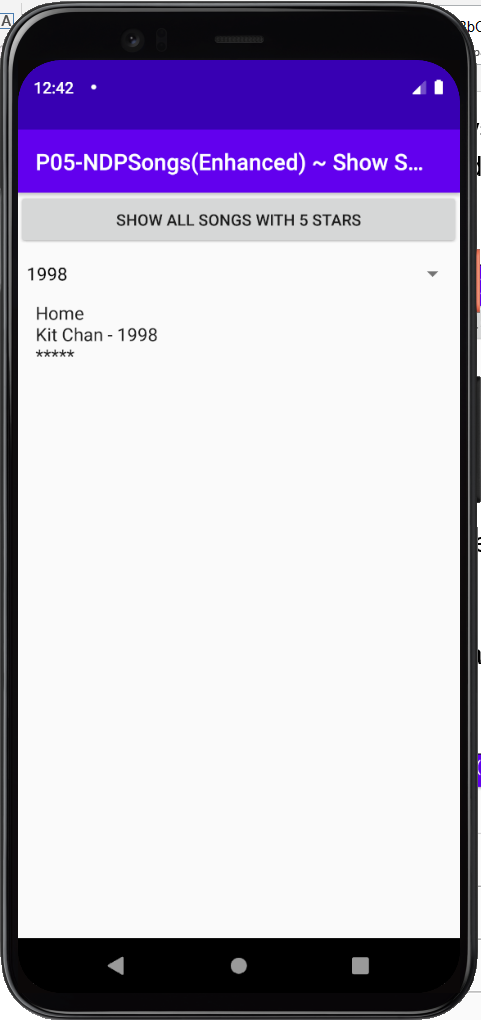 12:42
P05-NDPSongs(Enhanced) ~ Show S...
SHOW ALL SONGS WITH 5 STARS
1998
Home
Kit Chan - 1998
*****